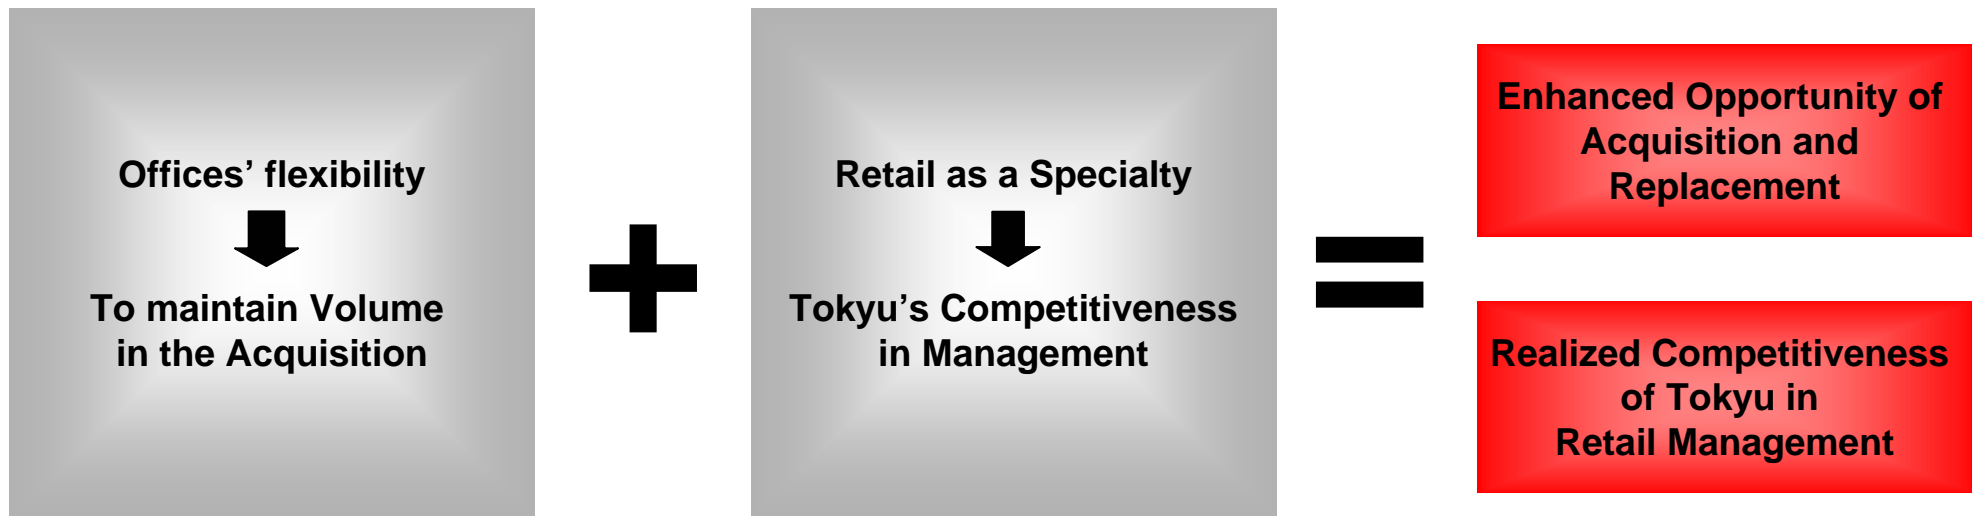 Offices’ flexibility
To maintain Volume
in the Acquisition
+
Retail as a Specialty
Tokyu’s Competitiveness
in Management
=
Enhanced Opportunity of
Acquisition and
Replacement
Realized Competitiveness
of Tokyu in
Retail Management